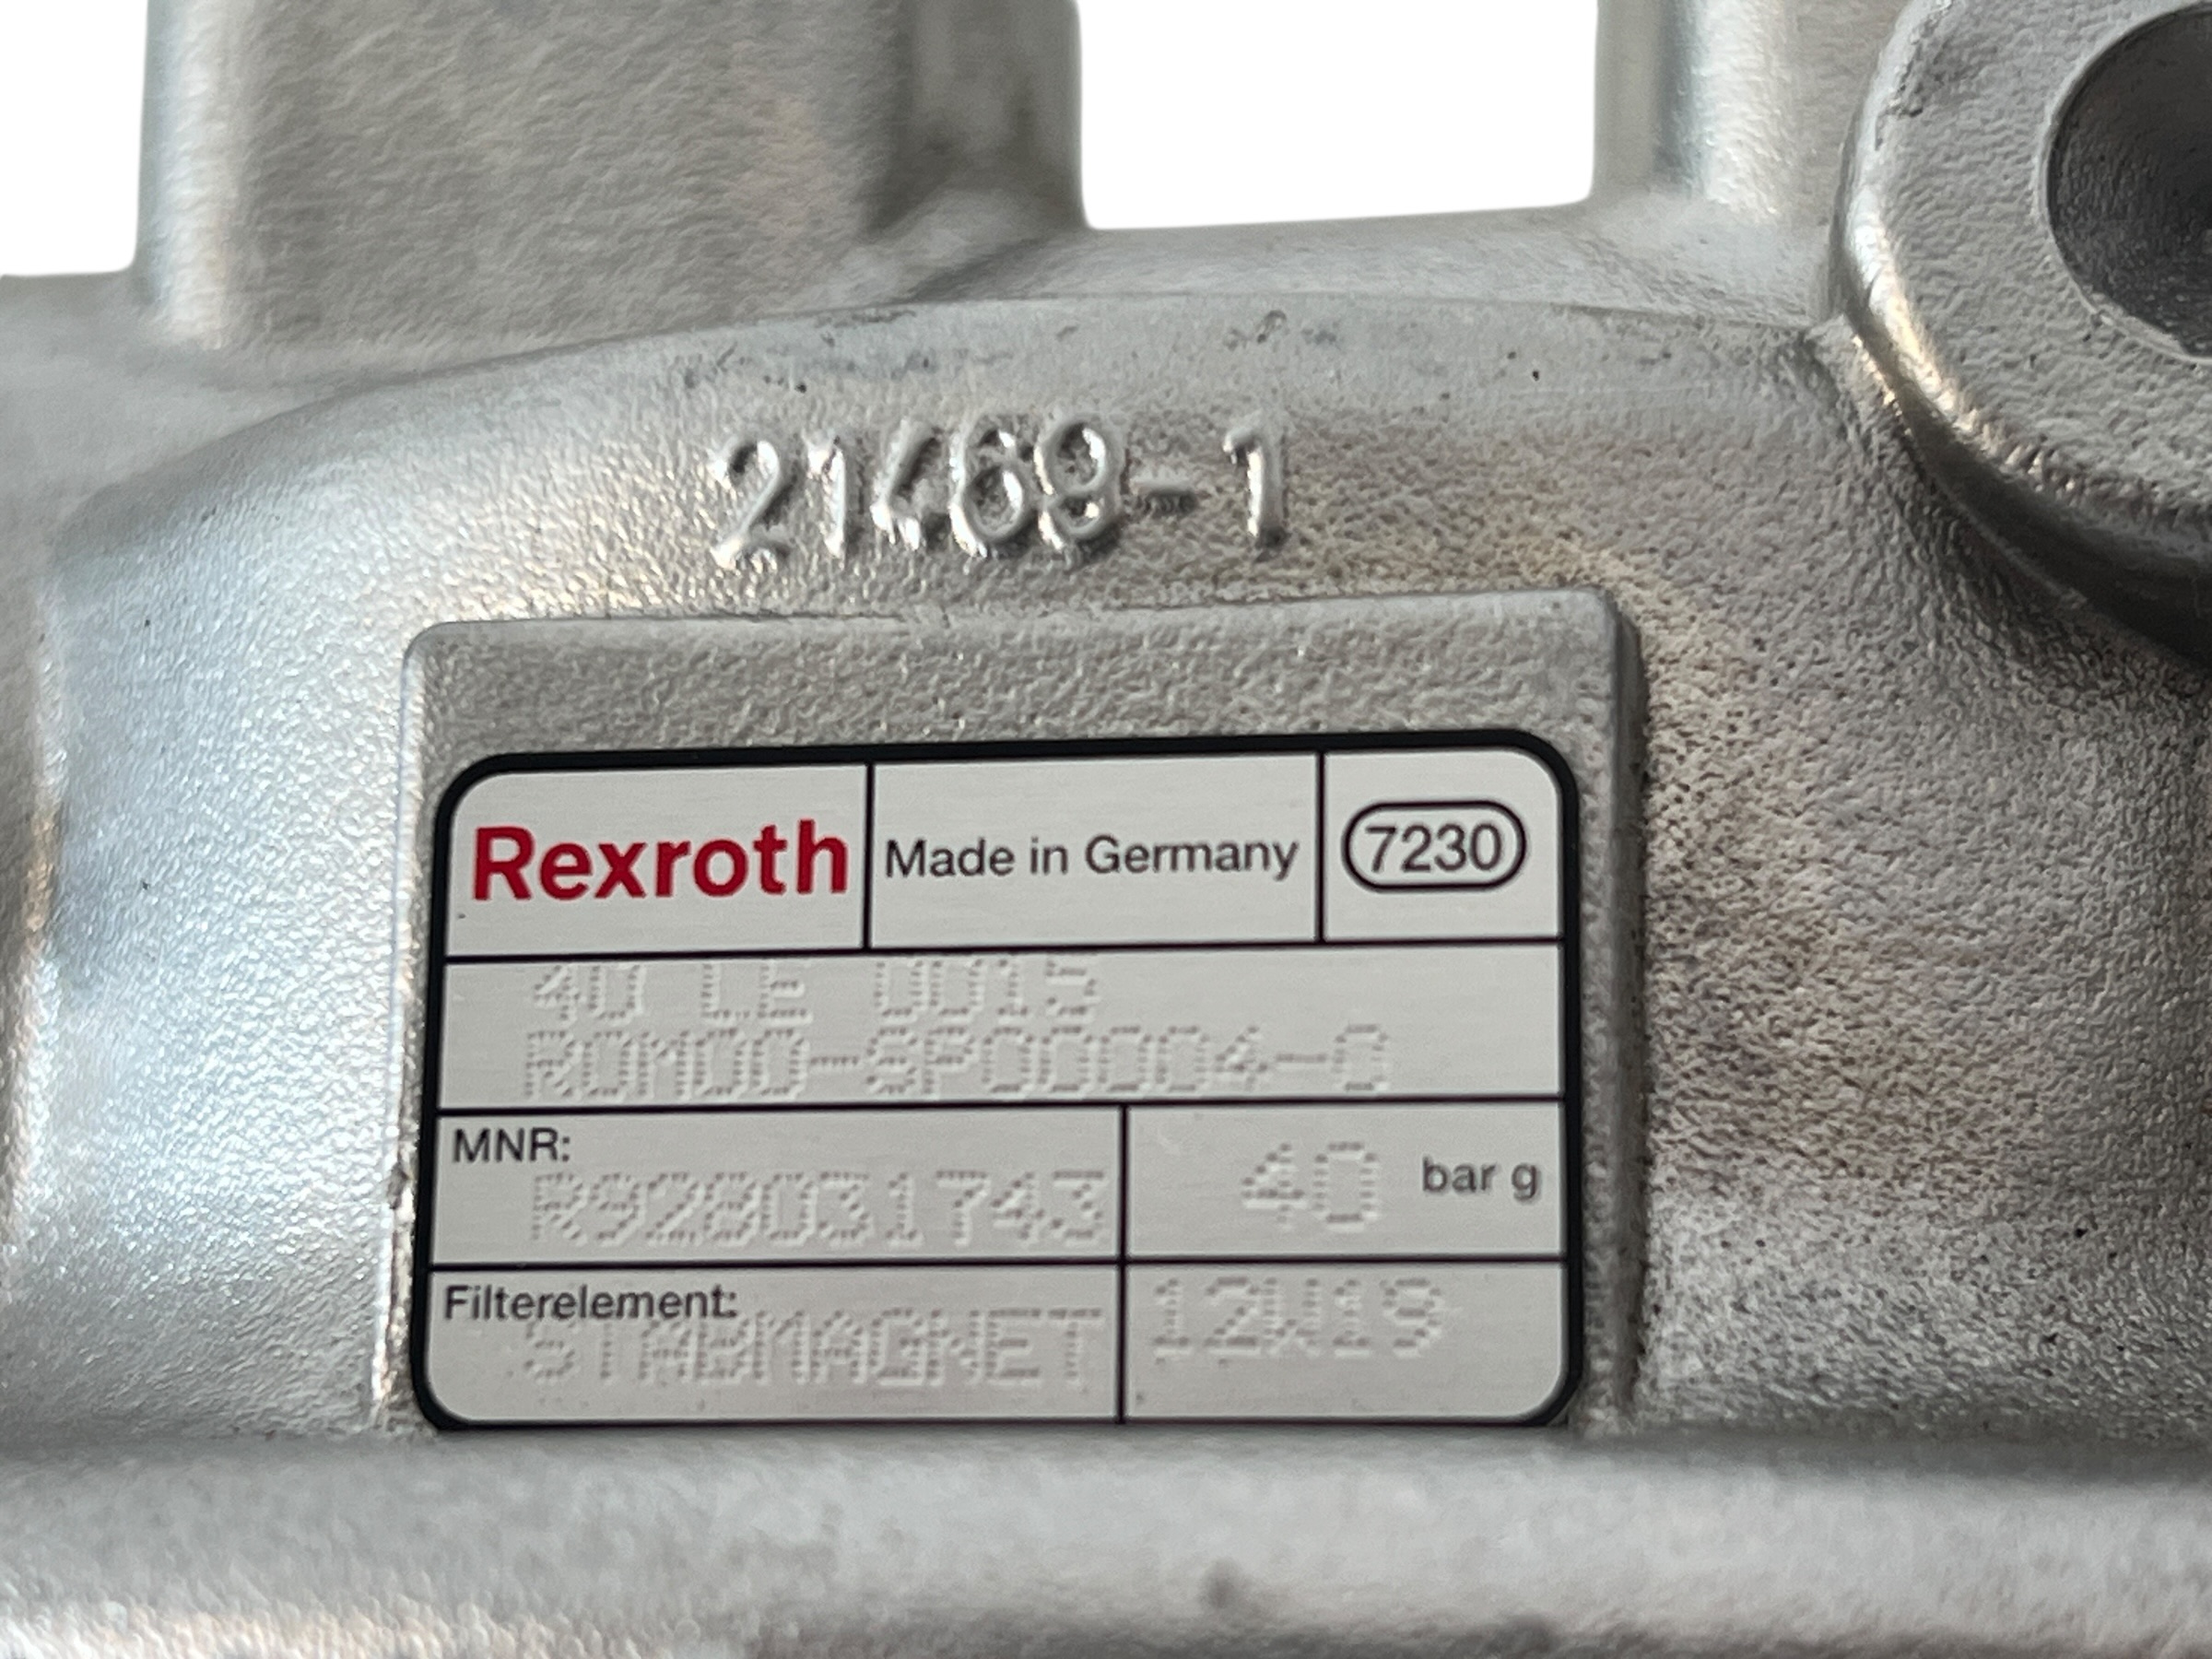 21469-1
Rexroth Made in Germany 7230
40 LE 0015
R0M00-SP00004-0
MNR:
R928031743 40 bar g
Filterelement: 12W19
STABMAGNET